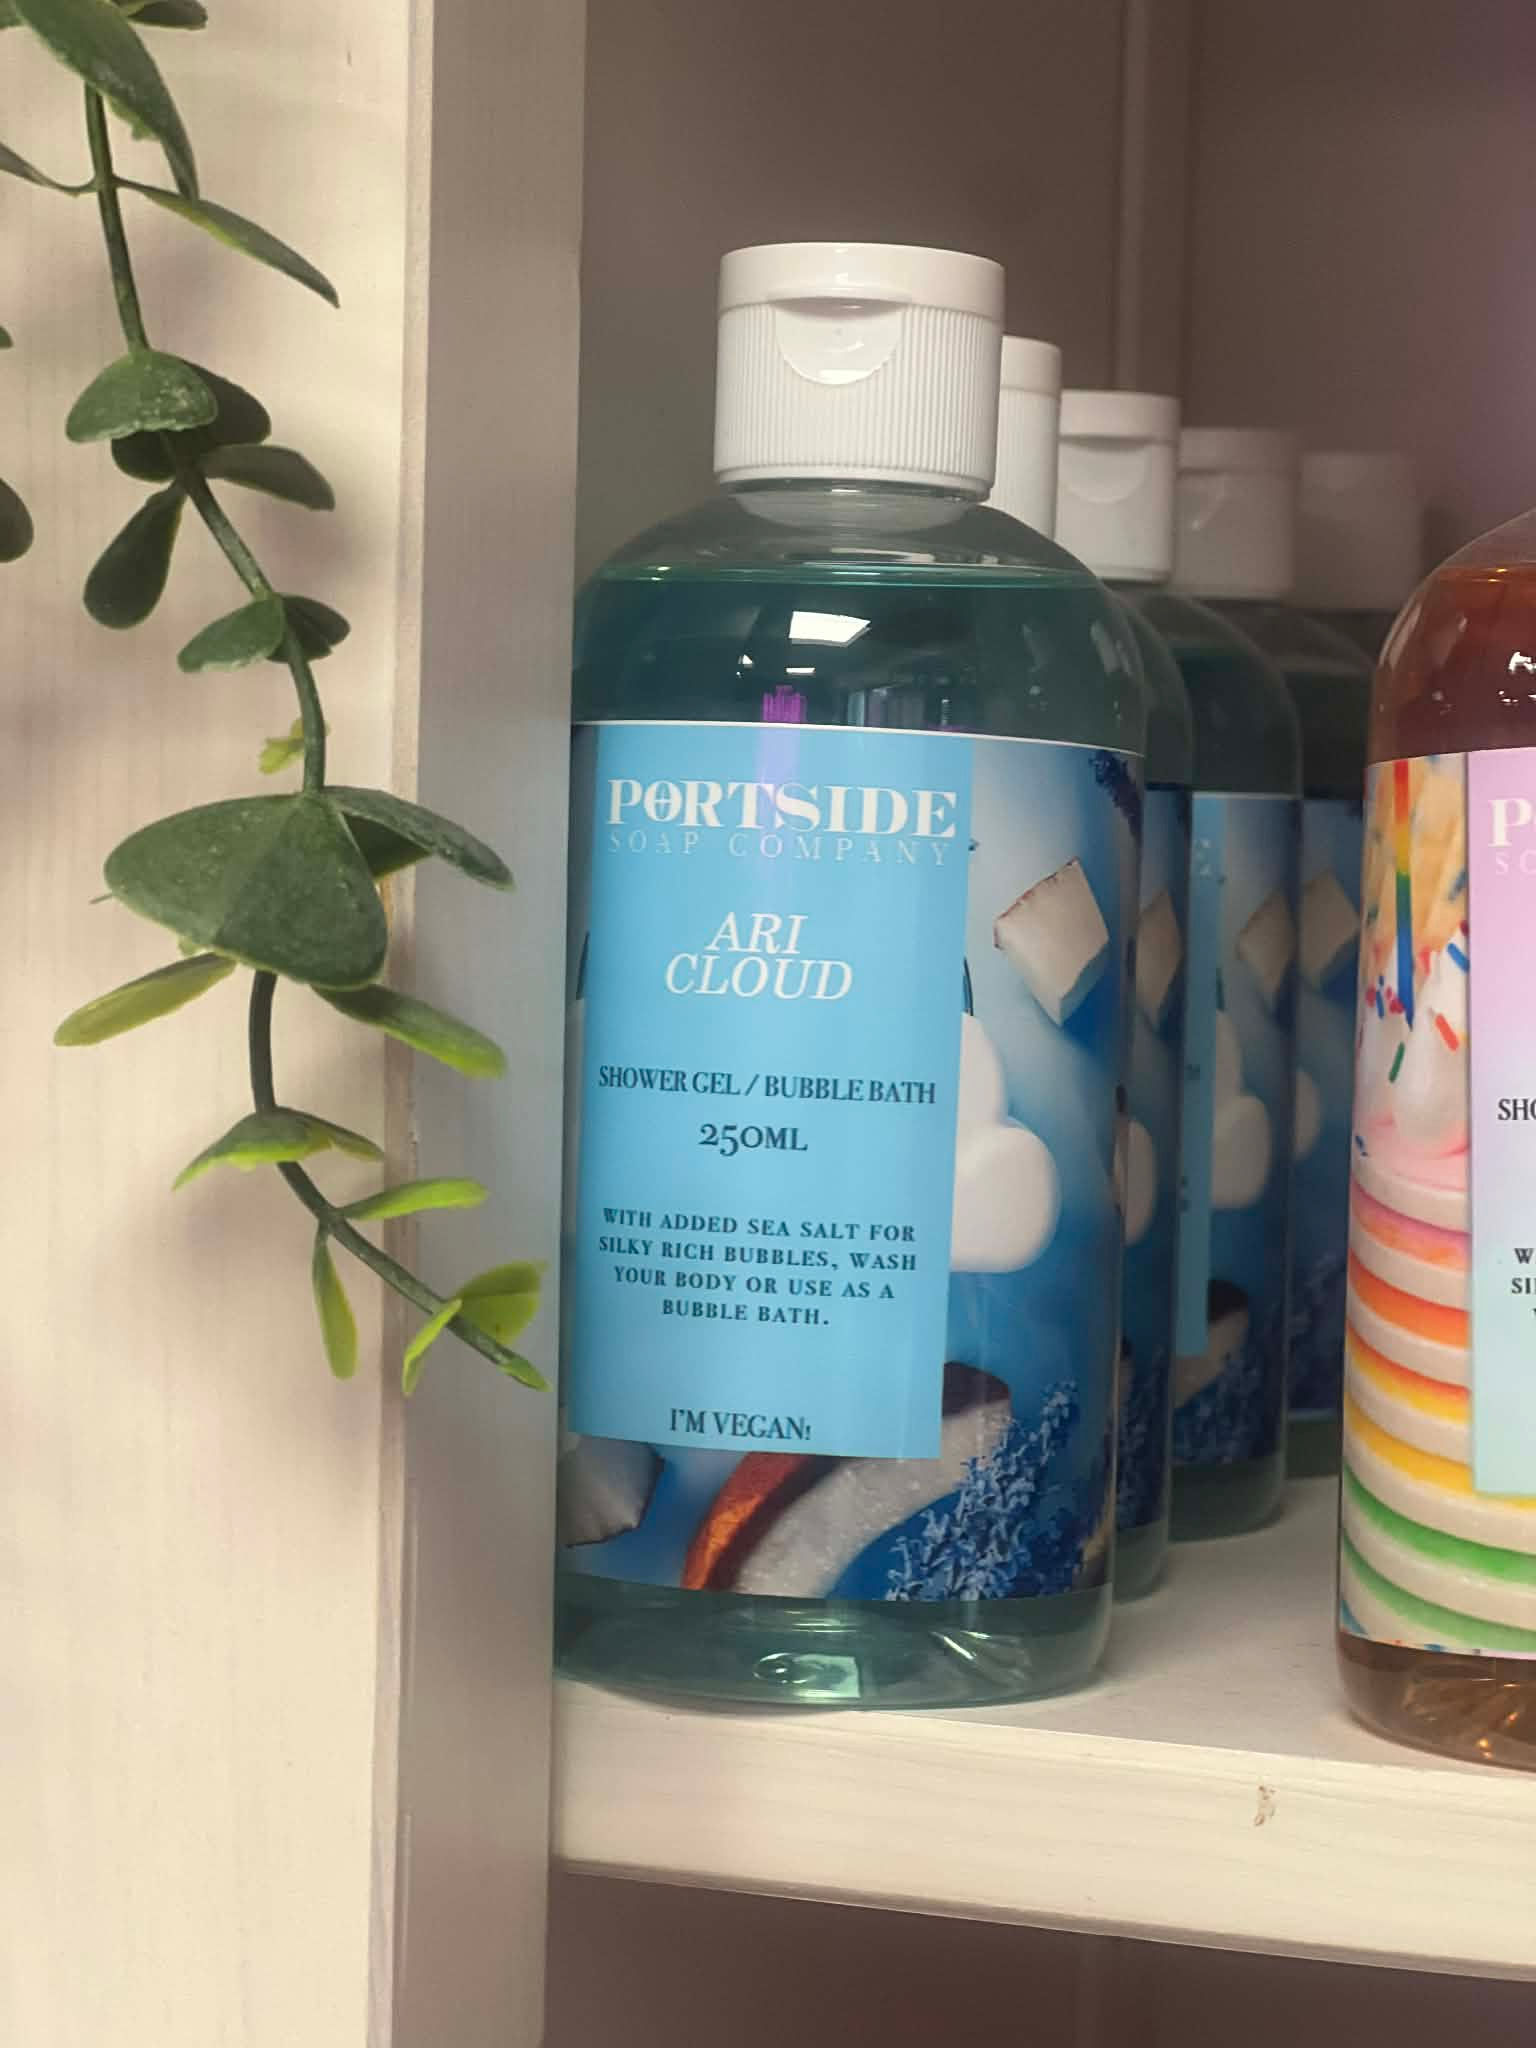 PORTSIDE
SOAP COMPANY
ARI
CLOUD
SHOWER GEL / BUBBLE BATH
250ML
WITH ADDED SEA SALT FOR
SILKY RICH BUBBLES, WASH
YOUR BODY OR USE AS A
BUBBLE BATH.
I'M VEGAN!